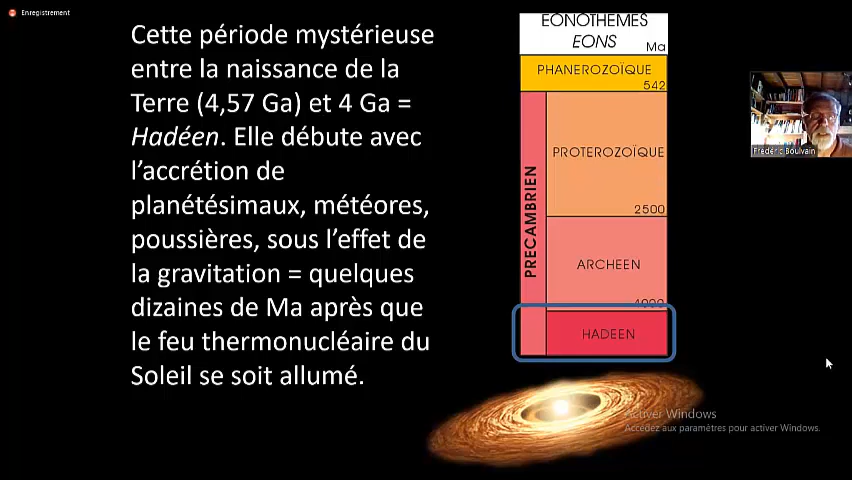 Enregistrement
Cette période mystérieuse
entre la naissance de la
Terre (4,57 Ga) et 4 Ga =
Hadéen. Elle débute avec
l’accrétion de
planétésimaux, météores,
poussières, sous l’effet de
la gravitation = quelques
dizaines de Ma après que
le feu thermonucléaire du
Soleil se soit allumé.
EONOTHEMES
EONS
Ma
PHANEROZOÏQUE
542
PRECAMBRIEN
PROTEROZOÏQUE
2500
ARCHEEN
4000
HADEEN
Frédéric Boulvain
Activer Windows
Accédez aux paramètres pour activer Windows.